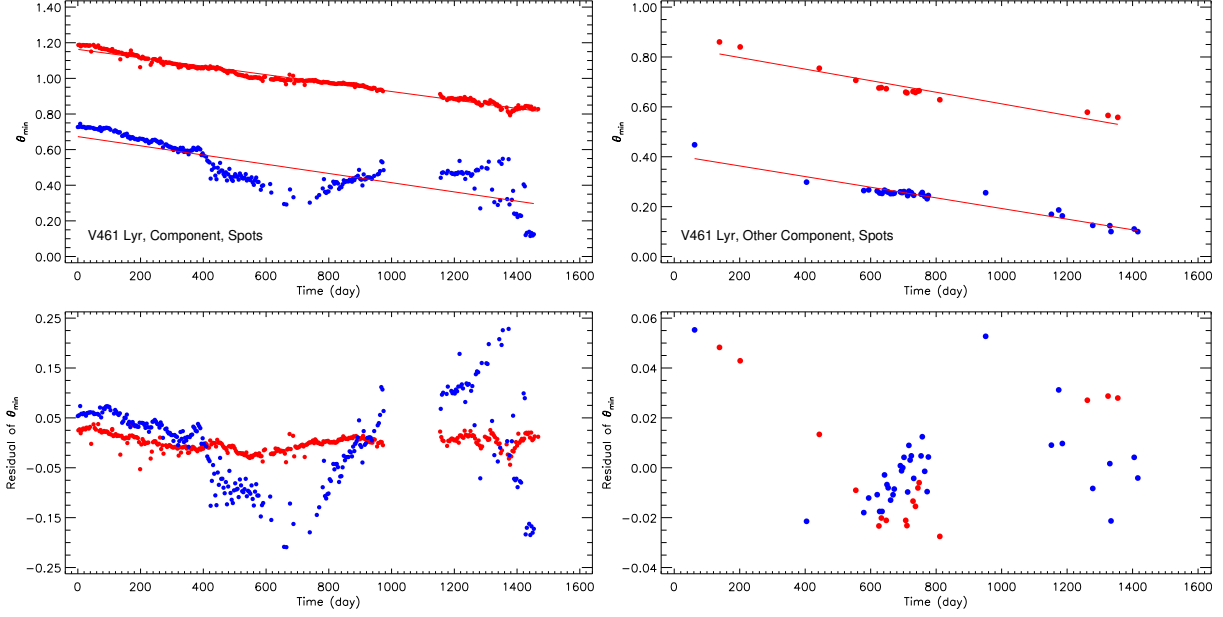 1.40
1.20
1.00
0.80
0.60
0.40
0.20
0.00
θmin
V461 Lyr, Component, Spots
0 200 400 600 800 1000 1200 1400 1600
Time (day)
1.00
0.80
0.60
0.40
0.20
0.00
θmin
V461 Lyr, Other Component, Spots
0 200 400 600 800 1000 1200 1400 1600
Time (day)
0.25
0.15
0.05
−0.05
−0.15
−0.25
Residual of θmin
0 200 400 600 800 1000 1200 1400 1600
Time (day)
0.06
0.04
0.02
0.00
−0.02
−0.04
Residual of θmin
0 200 400 600 800 1000 1200 1400 1600
Time (day)